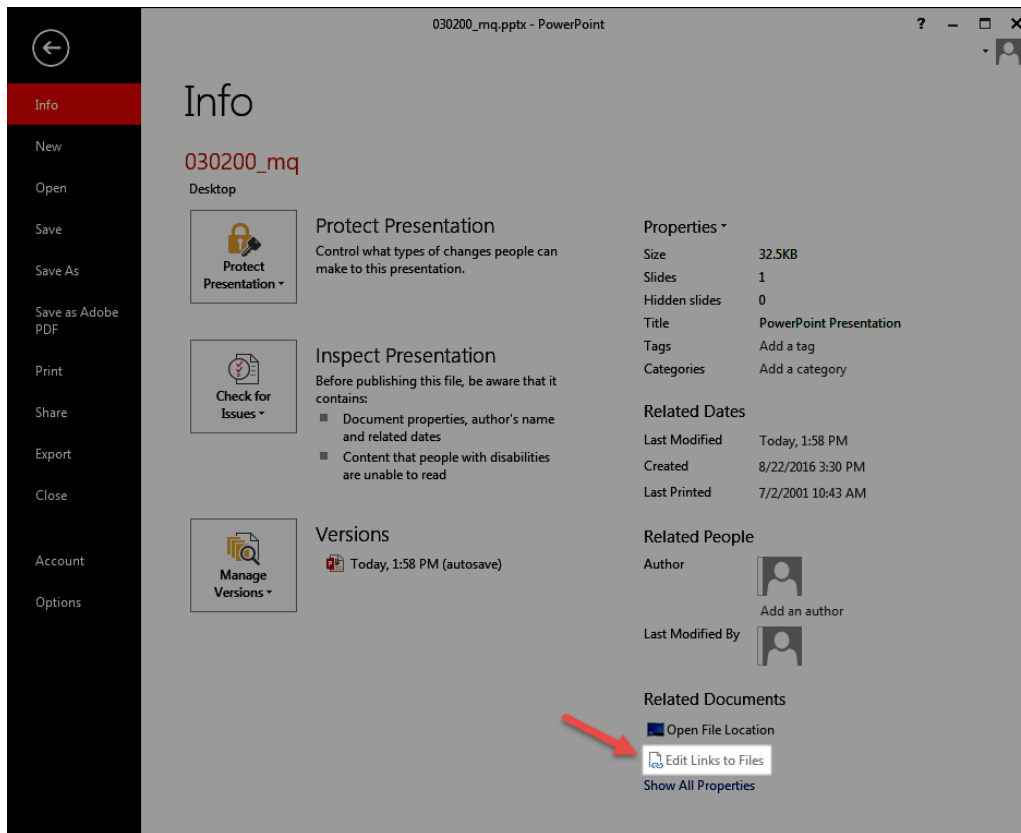 030200_mq.pptx - PowerPoint
?
Info
New
Open
Save
Save As
Save as Adobe
PDF
Print
Share
Export
Close
Account
Options
Info
030200_mq
Desktop
Protect
Presentation
Protect Presentation
Control what types of changes people can
make to this presentation.
Check for
Issues
Inspect Presentation
Before publishing this file, be aware that it
contains:
Document properties, author's name
and related dates
Content that people with disabilities
are unable to read
Manage
Versions
Versions
Today, 1:58 PM (autosave)
Properties
Size 32.5KB
Slides 1
Hidden slides 0
Title PowerPoint Presentation
Tags Add a tag
Categories Add a category
Related Dates
Last Modified Today, 1:58 PM
Created 8/22/2016 3:30 PM
Last Printed 7/2/2001 10:43 AM
Related People
Author
Add an author
Last Modified By
Related Documents
Open File Location
Edit Links to Files
Show All Properties